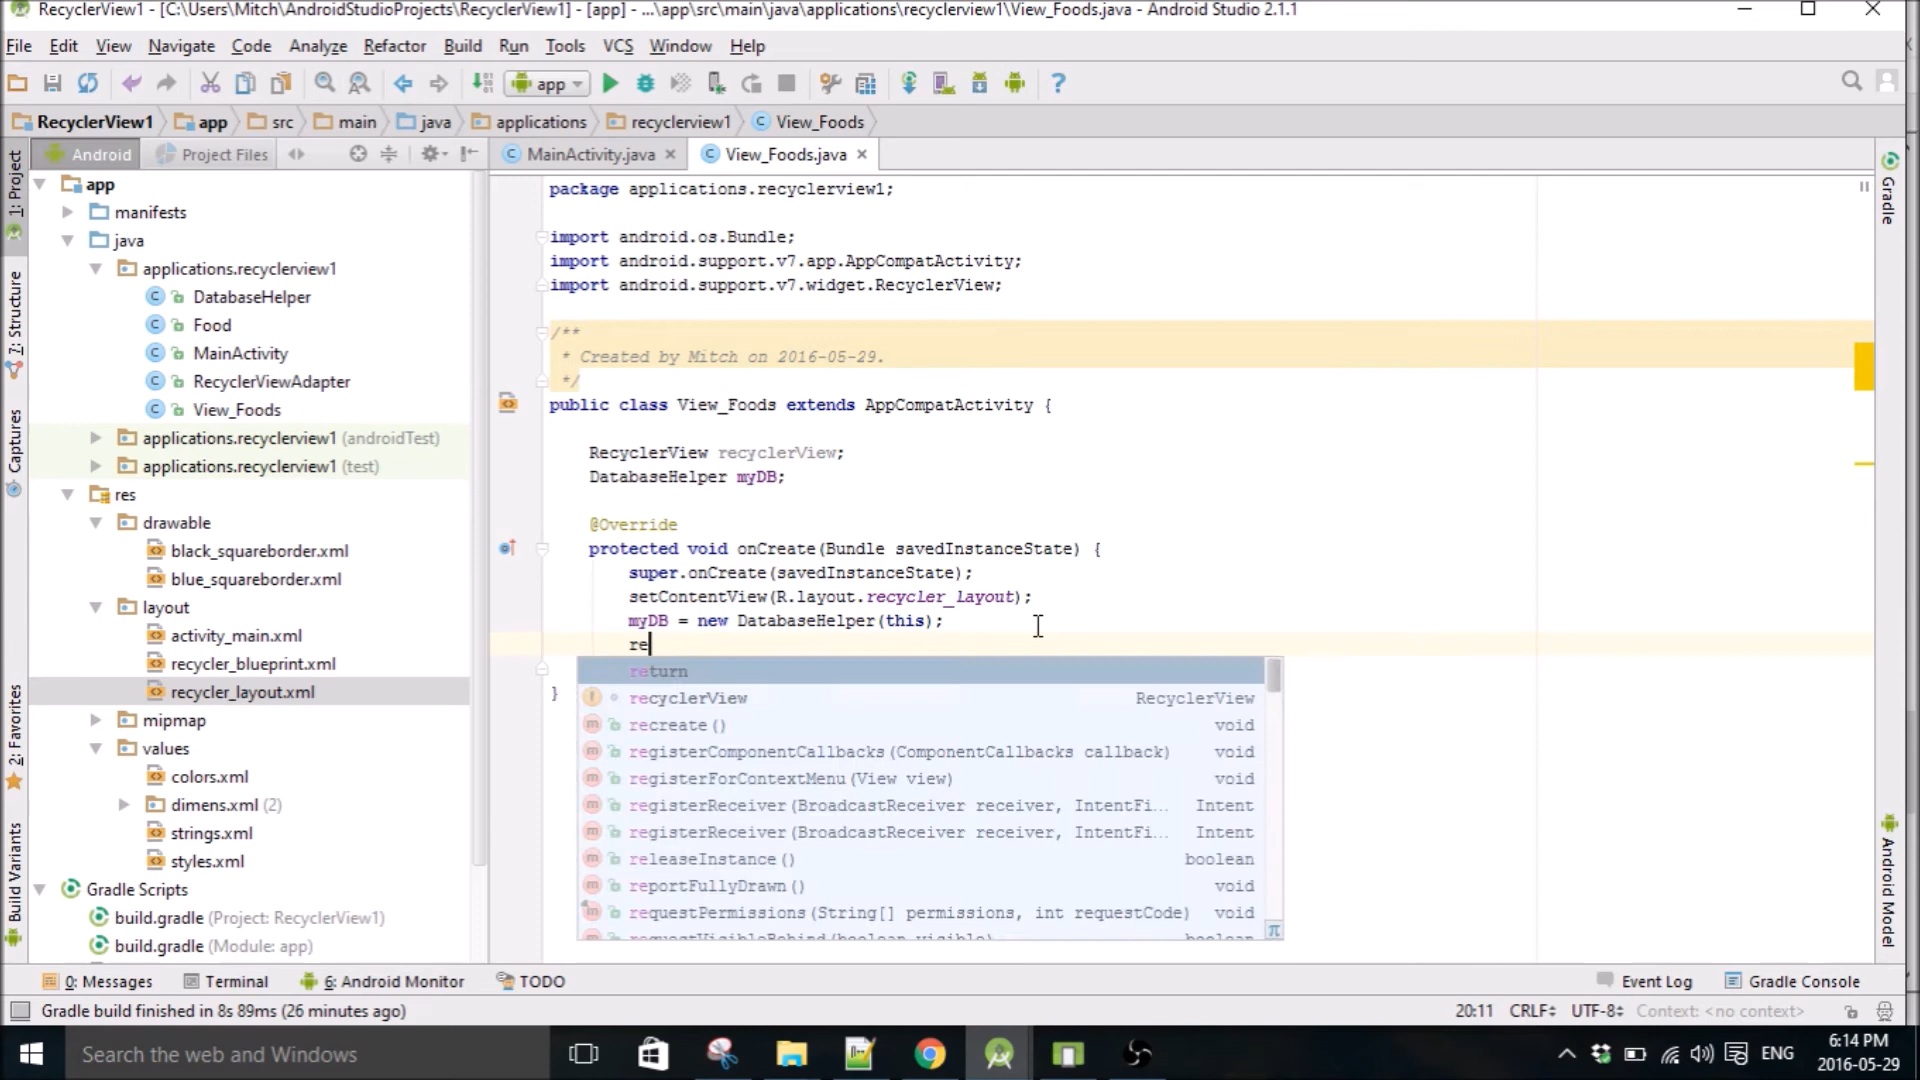 RecyclerView1 - [C:\Users\Mitch\AndroidStudioProjects\RecyclerView1] - [app] - ...\app\src\main\java\applications\recyclerview1\View_Foods.java - Android Studio 2.1.1
File Edit View Navigate Code Analyze Refactor Build Run Tools VCS Window Help
app
RecyclerView1 app src main java applications recyclerview1 View_Foods
Android Project Files
MainActivity.java View_Foods.java
1: Project
7: Structure
Captures
2: Favorites
Build Variants
app
manifests
java
applications.recyclerview1
DatabaseHelper
Food
MainActivity
RecyclerViewAdapter
View_Foods
applications.recyclerview1 (androidTest)
applications.recyclerview1 (test)
res
drawable
black_squareborder.xml
blue_squareborder.xml
layout
activity_main.xml
recycler_blueprint.xml
recycler_layout.xml
mipmap
values
colors.xml
dimens.xml (2)
strings.xml
styles.xml
Gradle Scripts
build.gradle (Project: RecyclerView1)
build.gradle (Module: app)
package applications.recyclerview1;
import android.os.Bundle;
import android.support.v7.app.AppCompatActivity;
import android.support.v7.widget.RecyclerView;
/**
* Created by Mitch on 2016-05-29.
*/
public class View_Foods extends AppCompatActivity {
RecyclerView recyclerView;
DatabaseHelper myDB;
@Override
protected void onCreate(Bundle savedInstanceState) {
super.onCreate(savedInstanceState);
setContentView(R.layout.recycler_layout);
myDB = new DatabaseHelper(this);
re
}
return
recyclerView RecyclerView
recreate() void
registerComponentCallbacks(ComponentCallbacks callback) void
registerForContextMenu(View view) void
registerReceiver(BroadcastReceiver receiver, IntentFi... Intent
registerReceiver(BroadcastReceiver receiver, IntentFi... Intent
releaseInstance() boolean
reportFullyDrawn() void
requestPermissions(String[] permissions, int requestCode) void
requestVisibleBehind(boolean visible) boolean
π
Gradle
Android Model
0: Messages Terminal 6: Android Monitor TODO Event Log Gradle Console
Gradle build finished in 8s 89ms (26 minutes ago) 20:11 CRLF UTF-8 Context: <no context>
Search the web and Windows
ENG
6:14 PM
2016-05-29